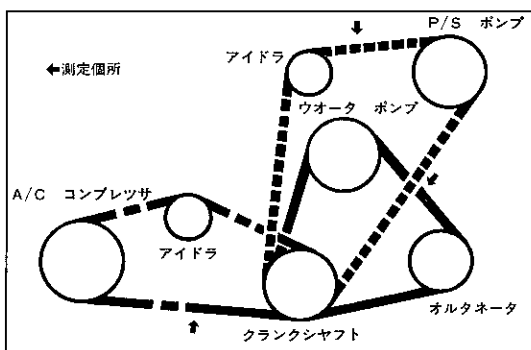 P/S ポンプ
アイドラ
←測定個所
ウオータ ポンプ
A/C コンプレツサ
アイドラ
オルタネータ
クランクシヤフト